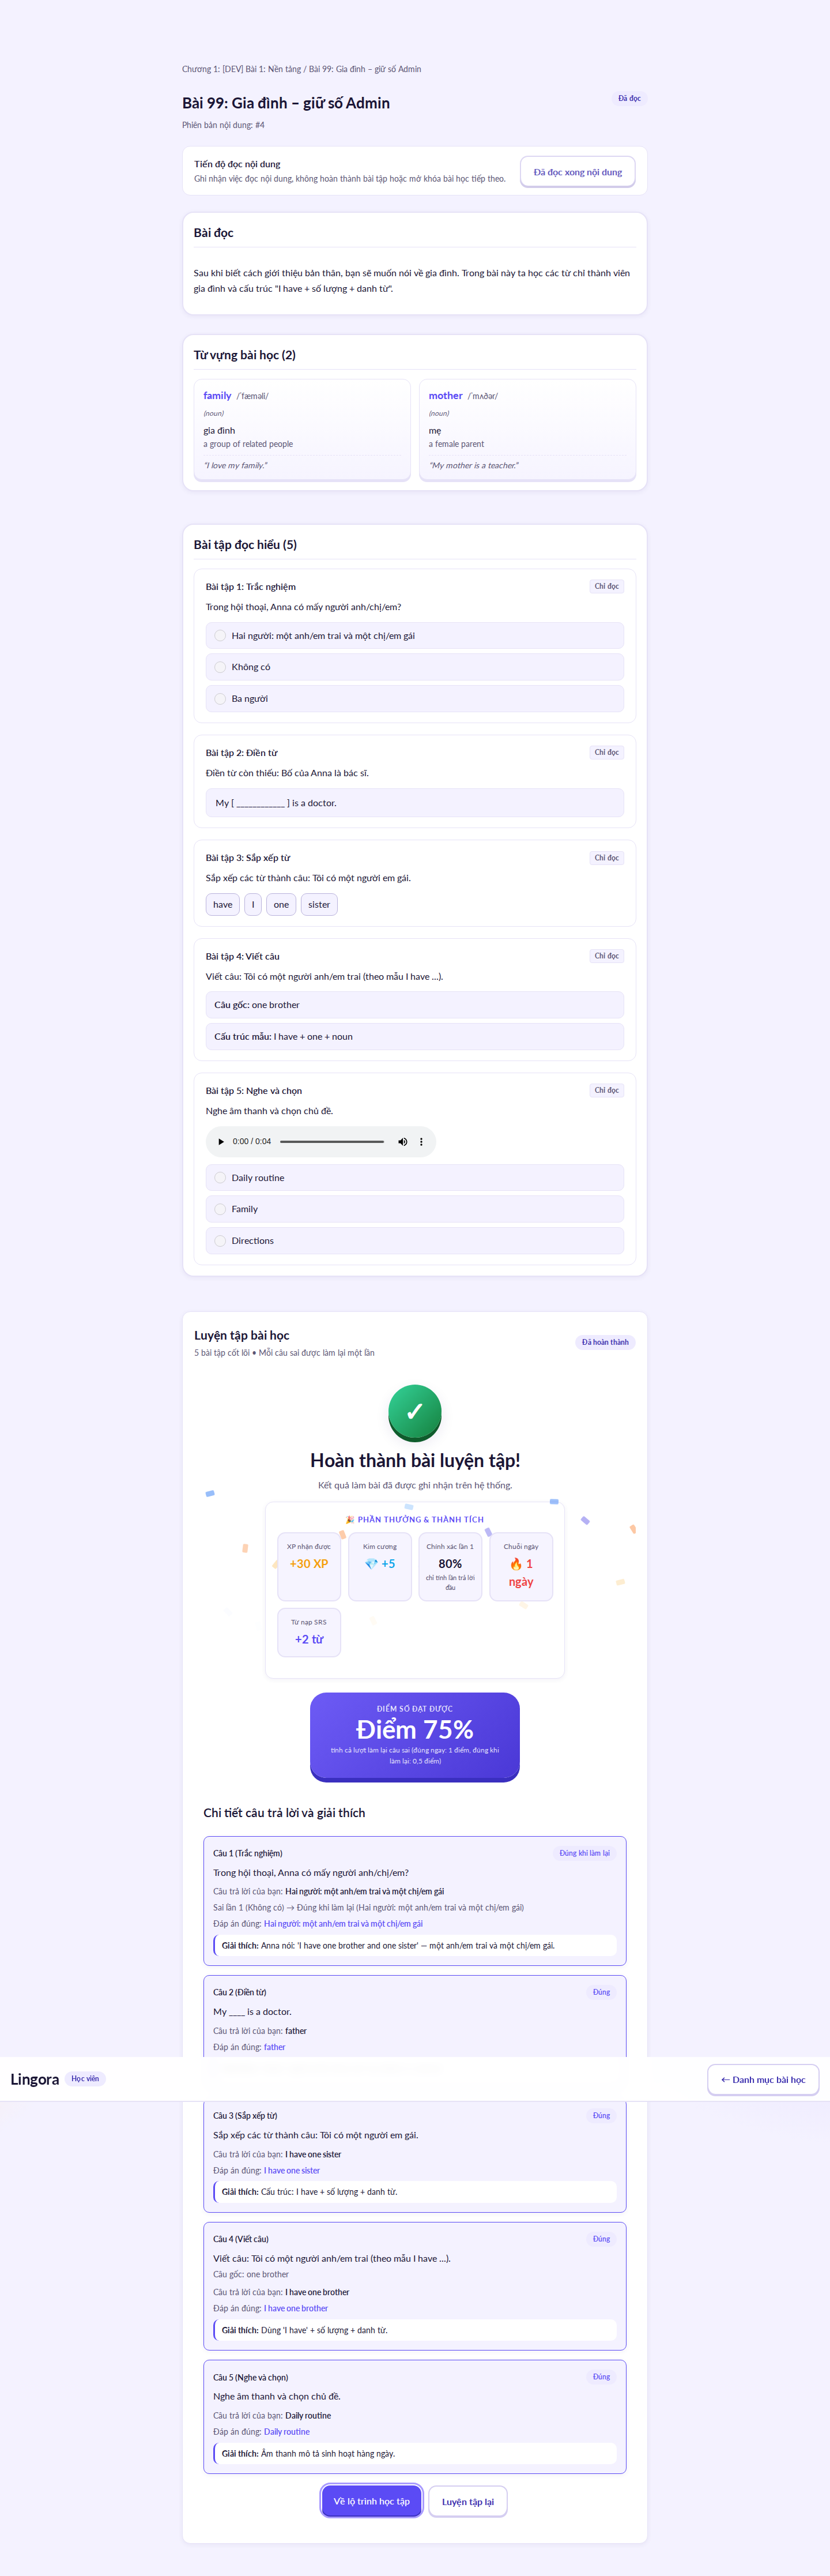 Chương 1: [DEV] Bài 1: Nền tảng / Bài 99: Gia đình – giữ số Admin
Bài 99: Gia đình – giữ số Admin
Đã đọc
Phiên bản nội dung: #4
Tiến độ đọc nội dung
Ghi nhận việc đọc nội dung, không hoàn thành bài tập hoặc mở khóa bài học tiếp theo.
Đã đọc xong nội dung
Bài đọc
Sau khi biết cách giới thiệu bản thân, bạn sẽ muốn nói về gia đình. Trong bài này ta học các từ chỉ thành viên
gia đình và cấu trúc "I have + số lượng + danh từ".
Từ vựng bài học (2)
family /ˈfæməli/
(noun)
gia đình
a group of related people
"I love my family."
mother /ˈmʌðər/
(noun)
mẹ
a female parent
"My mother is a teacher."
Bài tập đọc hiểu (5)
Bài tập 1: Trắc nghiệm
Chỉ đọc
Trong hội thoại, Anna có mấy người anh/chị/em?
Hai người: một anh/em trai và một chị/em gái
Không có
Ba người
Bài tập 2: Điền từ
Chỉ đọc
Điền từ còn thiếu: Bố của Anna là bác sĩ.
My [ ____________ ] is a doctor.
Bài tập 3: Sắp xếp từ
Chỉ đọc
Sắp xếp các từ thành câu: Tôi có một người em gái.
have I one sister
Bài tập 4: Viết câu
Chỉ đọc
Viết câu: Tôi có một người anh/em trai (theo mẫu I have ...).
Câu gốc: one brother
Cấu trúc mẫu: I have + one + noun
Bài tập 5: Nghe và chọn
Chỉ đọc
Nghe âm thanh và chọn chủ đề.
0:00 / 0:04
Daily routine
Family
Directions
Luyện tập bài học
5 bài tập cốt lõi • Mỗi câu sai được làm lại một lần
Đã hoàn thành
✓
Hoàn thành bài luyện tập!
Kết quả làm bài đã được ghi nhận trên hệ thống.
🎉 PHẦN THƯỞNG & THÀNH TÍCH
XP nhận được
+30 XP
Kim cương
💎 +5
Chính xác lần 1
80%
chỉ tính lần trả lời
đầu
Chuỗi ngày
🔥 1
ngày
Từ nạp SRS
+2 từ
ĐIỂM SỐ ĐẠT ĐƯỢC
Điểm 75%
tính cả lượt làm lại câu sai (đúng ngay: 1 điểm, đúng khi
làm lại: 0,5 điểm)
Chi tiết câu trả lời và giải thích
Câu 1 (Trắc nghiệm)
Đúng khi làm lại
Trong hội thoại, Anna có mấy người anh/chị/em?
Câu trả lời của bạn: Hai người: một anh/em trai và một chị/em gái
Sai lần 1 (Không có) → Đúng khi làm lại (Hai người: một anh/em trai và một chị/em gái)
Đáp án đúng: Hai người: một anh/em trai và một chị/em gái
Giải thích: Anna nói: 'I have one brother and one sister' — một anh/em trai và một chị/em gái.
Câu 2 (Điền từ)
Đúng
My ____ is a doctor.
Câu trả lời của bạn: father
Đáp án đúng: father
Lingora
Học viên
← Danh mục bài học
Câu 3 (Sắp xếp từ)
Đúng
Sắp xếp các từ thành câu: Tôi có một người em gái.
Câu trả lời của bạn: I have one sister
Đáp án đúng: I have one sister
Giải thích: Cấu trúc: I have + số lượng + danh từ.
Câu 4 (Viết câu)
Đúng
Viết câu: Tôi có một người anh/em trai (theo mẫu I have ...).
Câu gốc: one brother
Câu trả lời của bạn: I have one brother
Đáp án đúng: I have one brother
Giải thích: Dùng 'I have' + số lượng + danh từ.
Câu 5 (Nghe và chọn)
Đúng
Nghe âm thanh và chọn chủ đề.
Câu trả lời của bạn: Daily routine
Đáp án đúng: Daily routine
Giải thích: Âm thanh mô tả sinh hoạt hàng ngày.
Về lộ trình học tập
Luyện tập lại